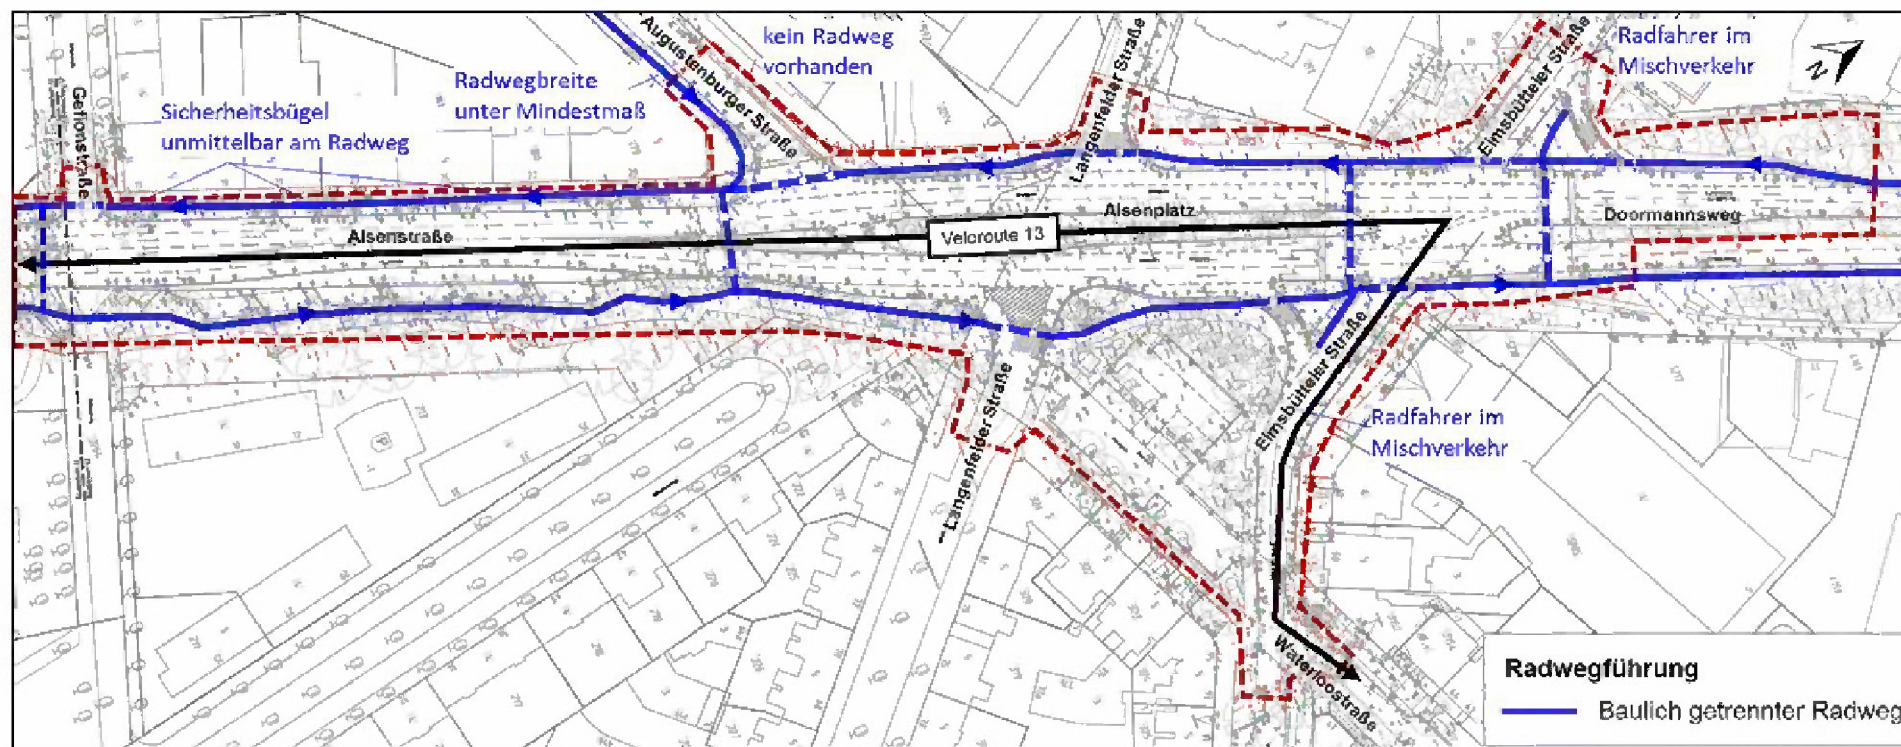 kein Radweg
vorhanden
Radfahrer im
Mischverkehr
N
Radwegbreite
unter Mindestmaß
Sicherheitsbügel
unmittelbar am Radweg
Gefionstraße
Augustenburger Straße
Langenfelder Straße
Eimsbütteler Straße
Alsenstraße
Veloroute 13
Alsenplatz
Doormannsweg
Langenfelder Straße
Eimsbütteler Straße
Radfahrer im
Mischverkehr
Waterloostraße
Radwegführung
Baulich getrennter Radweg